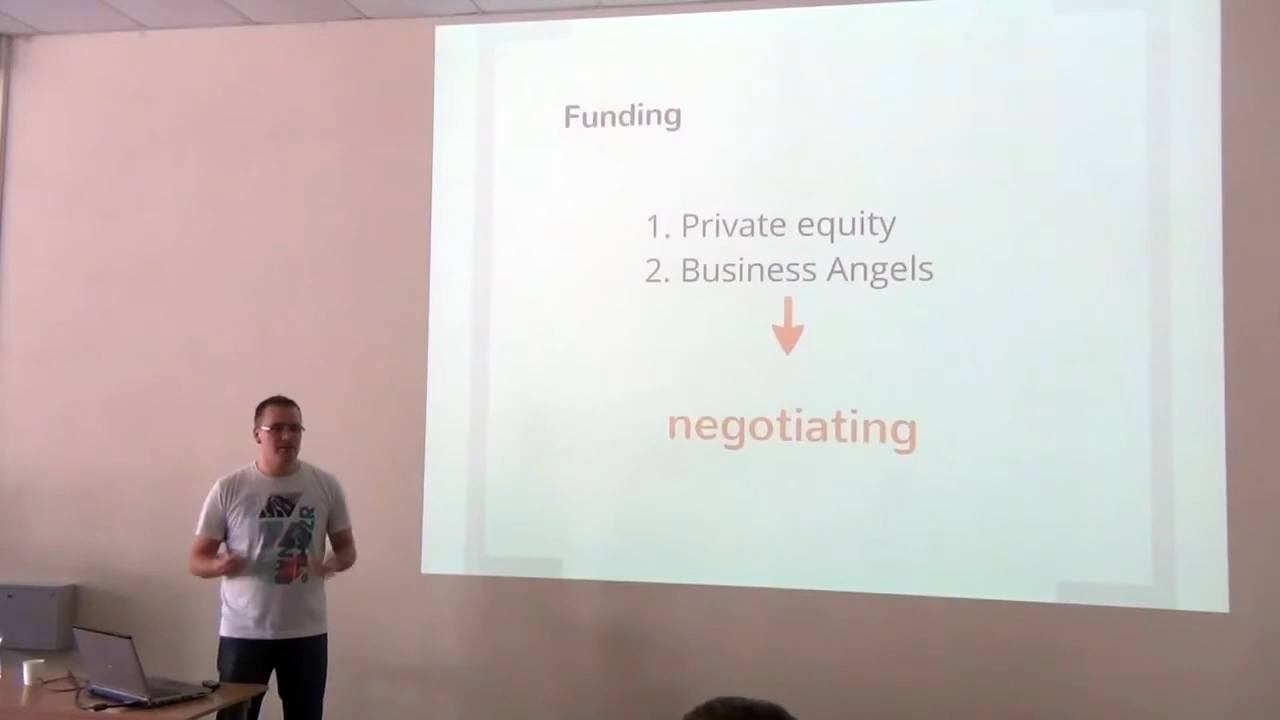 Funding
1. Private equity
2. Business Angels
negotiating